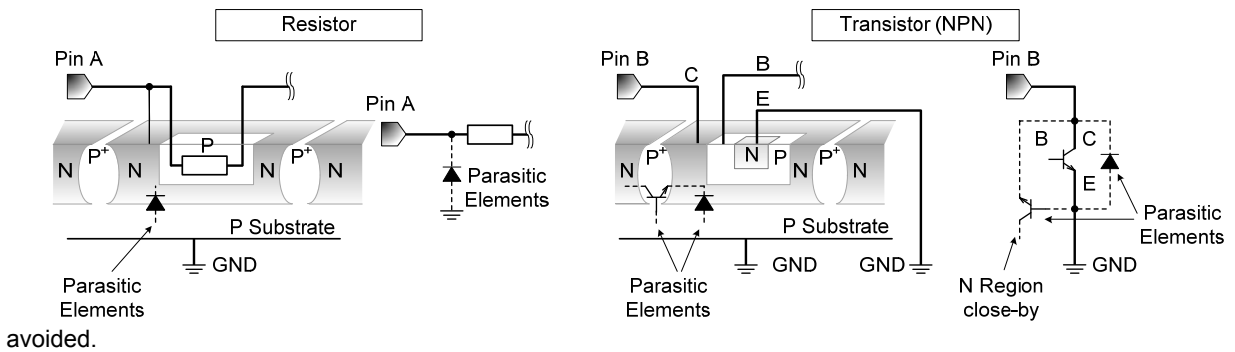 Resistor
Pin A
N
P+
N
P
N
P+
N
P Substrate
Parasitic
Elements
GND
Pin A
Parasitic
Elements
Transistor (NPN)
Pin B
C
B
E
N
P+
N
N
P
N
P+
N
P Substrate
Parasitic
Elements
GND
GND
Pin B
B
C
E
Parasitic
Elements
GND
N Region
close-by
avoided.